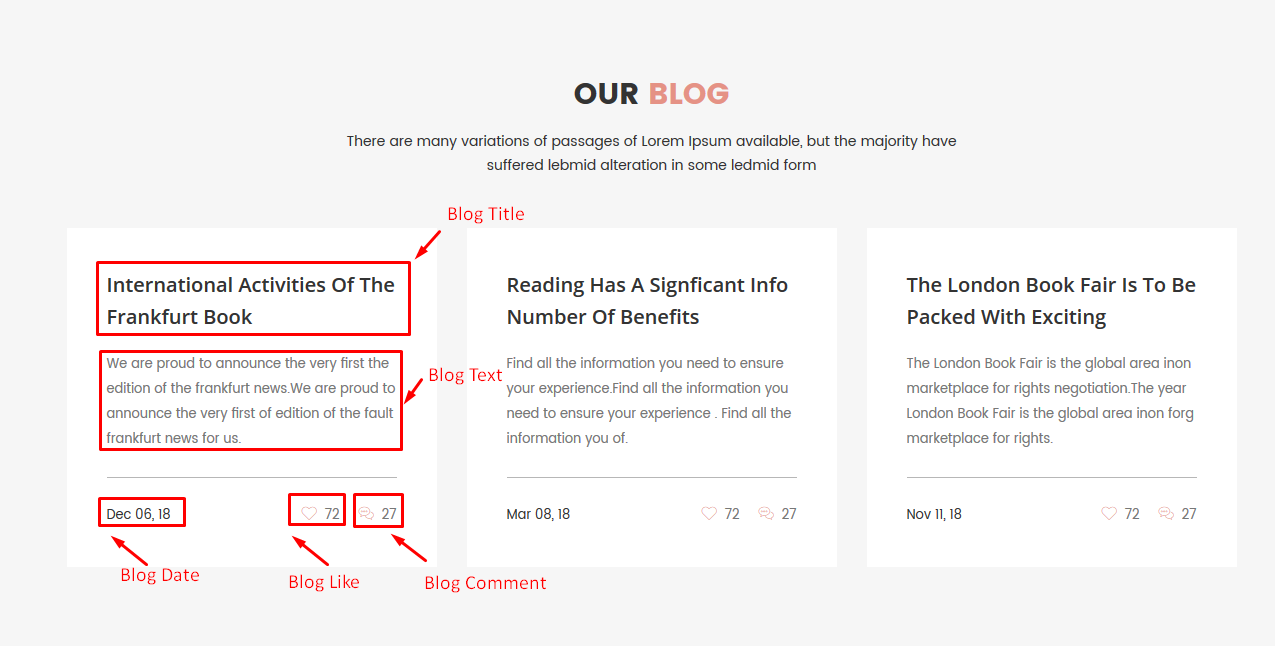 OUR BLOG
There are many variations of passages of Lorem Ipsum available, but the majority have
suffered lebmid alteration in some ledmid form
Blog Title
International Activities Of The
Frankfurt Book
We are proud to announce the very first the
edition of the frankfurt news.We are proud to
announce the very first of edition of the fault
frankfurt news for us.
Blog Text
Dec 06, 18
72
27
Blog Date
Blog Like
Blog Comment
Reading Has A Signficant Info
Number Of Benefits
Find all the information you need to ensure
your experience.Find all the information you
need to ensure your experience . Find all the
information you of.
Mar 08, 18
72
27
The London Book Fair Is To Be
Packed With Exciting
The London Book Fair is the global area inon
marketplace for rights negotiation.The year
London Book Fair is the global area inon forg
marketplace for rights.
Nov 11, 18
72
27